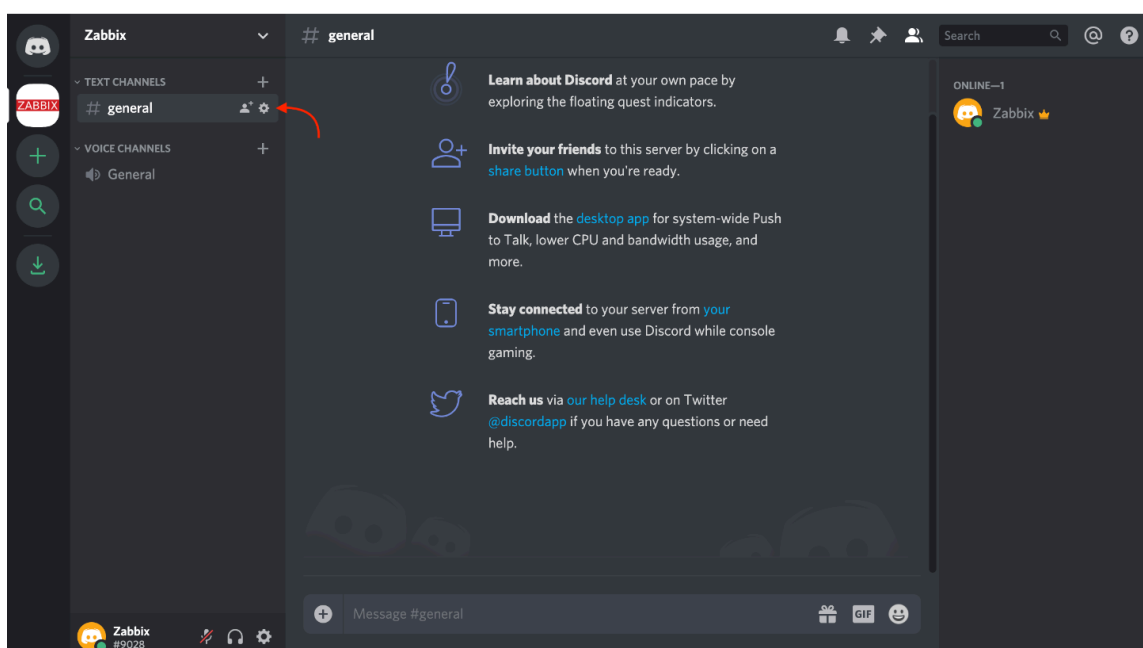 Zabbix
# general
Search
TEXT CHANNELS
ZABBIX
# general
VOICE CHANNELS
General
Learn about Discord at your own pace by
exploring the floating quest indicators.
Invite your friends to this server by clicking on a
share button when you're ready.
Download the desktop app for system-wide Push
to Talk, lower CPU and bandwidth usage, and
more.
Stay connected to your server from your
smartphone and even use Discord while console
gaming.
Reach us via our help desk or on Twitter
@discordapp if you have any questions or need
help.
ONLINE—1
Zabbix
Message #general
GIF
Zabbix
#9028